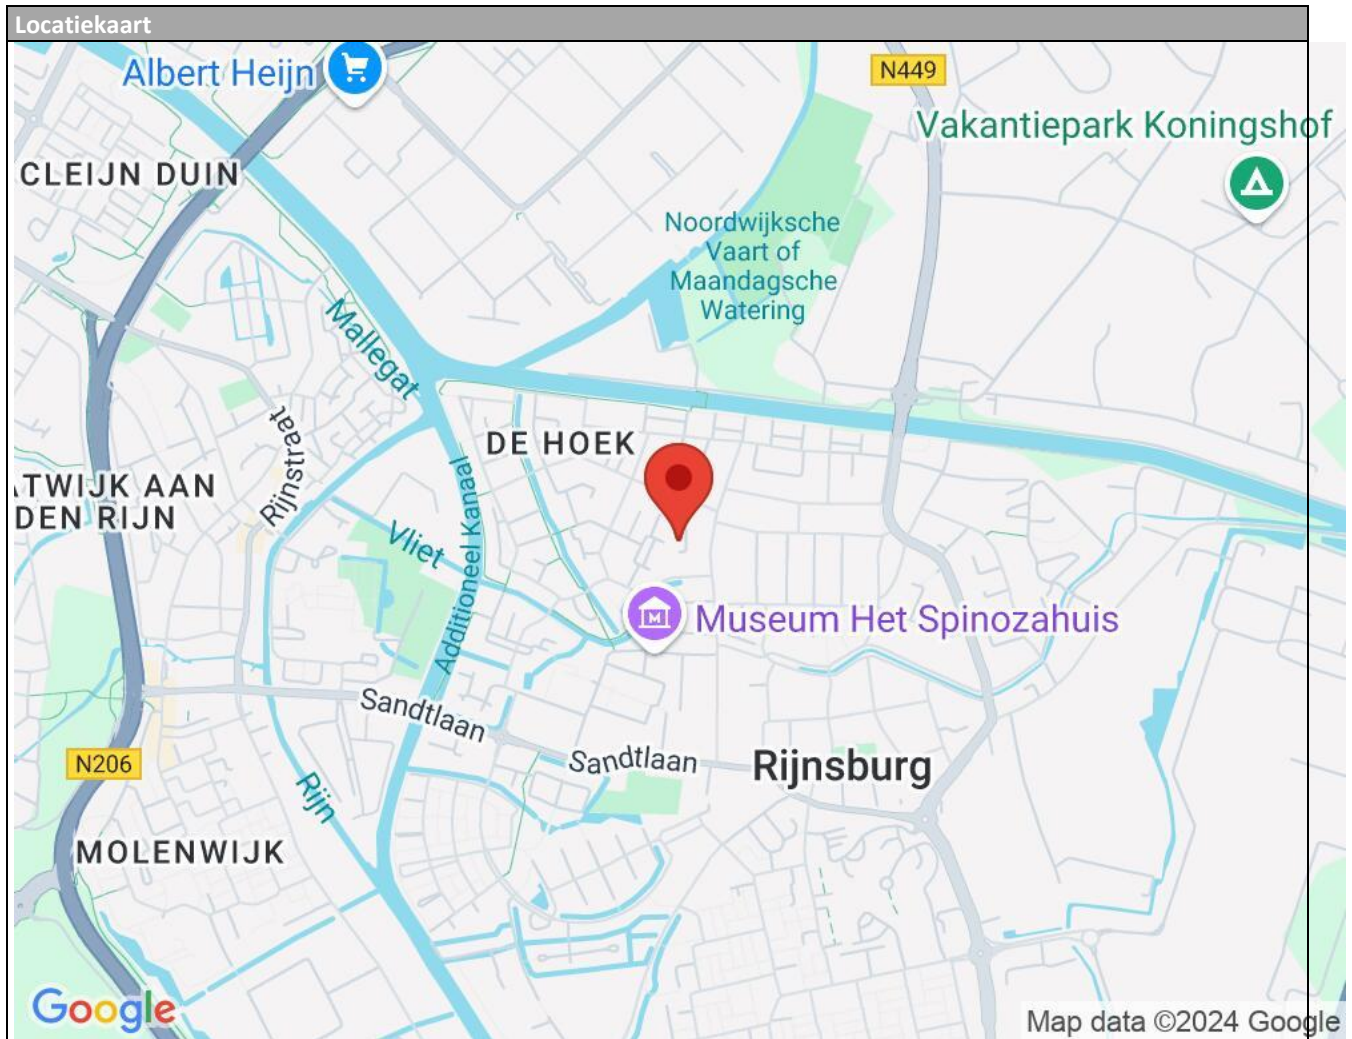 Locatiekaart
Albert Heijn
N449
Vakantiepark Koningshof
CLEIJN DUIN
Noordwijksche
Vaart of
Maandagsche
Watering
Mallegat
Rijnstraat
DE HOEK
ATWIJK AAN
DEN RIJN
Vliet
Additioneel Kanaal
M
Museum Het Spinozahuis
Sandtlaan
Sandtlaan
Rijnsburg
N206
Rijn
MOLENWIJK
Google
Map data ©2024 Google